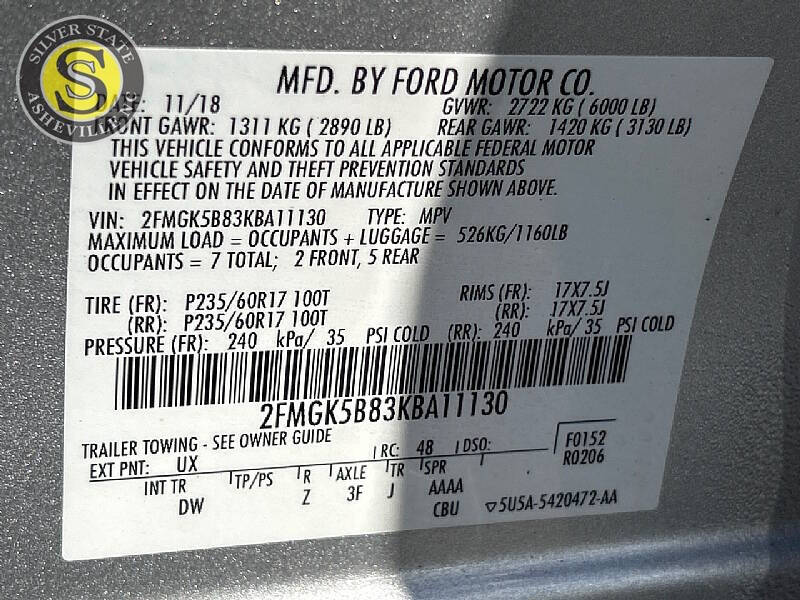 SILVER STATE
S
ASHEVILLE
MFD. BY FORD MOTOR CO.
DATE: 11/18 GVWR: 2722 KG ( 6000 LB)
FRONT GAWR: 1311 KG ( 2890 LB) REAR GAWR: 1420 KG ( 3130 LB)
THIS VEHICLE CONFORMS TO ALL APPLICABLE FEDERAL MOTOR
VEHICLE SAFETY AND THEFT PREVENTION STANDARDS
IN EFFECT ON THE DATE OF MANUFACTURE SHOWN ABOVE.
VIN: 2FMGK5B83KBA11130 TYPE: MPV
MAXIMUM LOAD = OCCUPANTS + LUGGAGE = 526KG/1160LB
OCCUPANTS = 7 TOTAL; 2 FRONT, 5 REAR
TIRE (FR): P235/60R17 100T RIMS (FR): 17X7.5J
(RR): P235/60R17 100T (RR): 17X7.5J
PRESSURE (FR): 240 kPa/ 35 PSI COLD (RR): 240 kPa/ 35 PSI COLD
2FMGK5B83KBA11130
TRAILER TOWING - SEE OWNER GUIDE
EXT PNT: UX RC: 48 DSO: F0152
R0206
INT TR TP/PS R AXLE TR SPR
DW Z 3F J AAAA
CBU ▽5U5A-5420472-AA